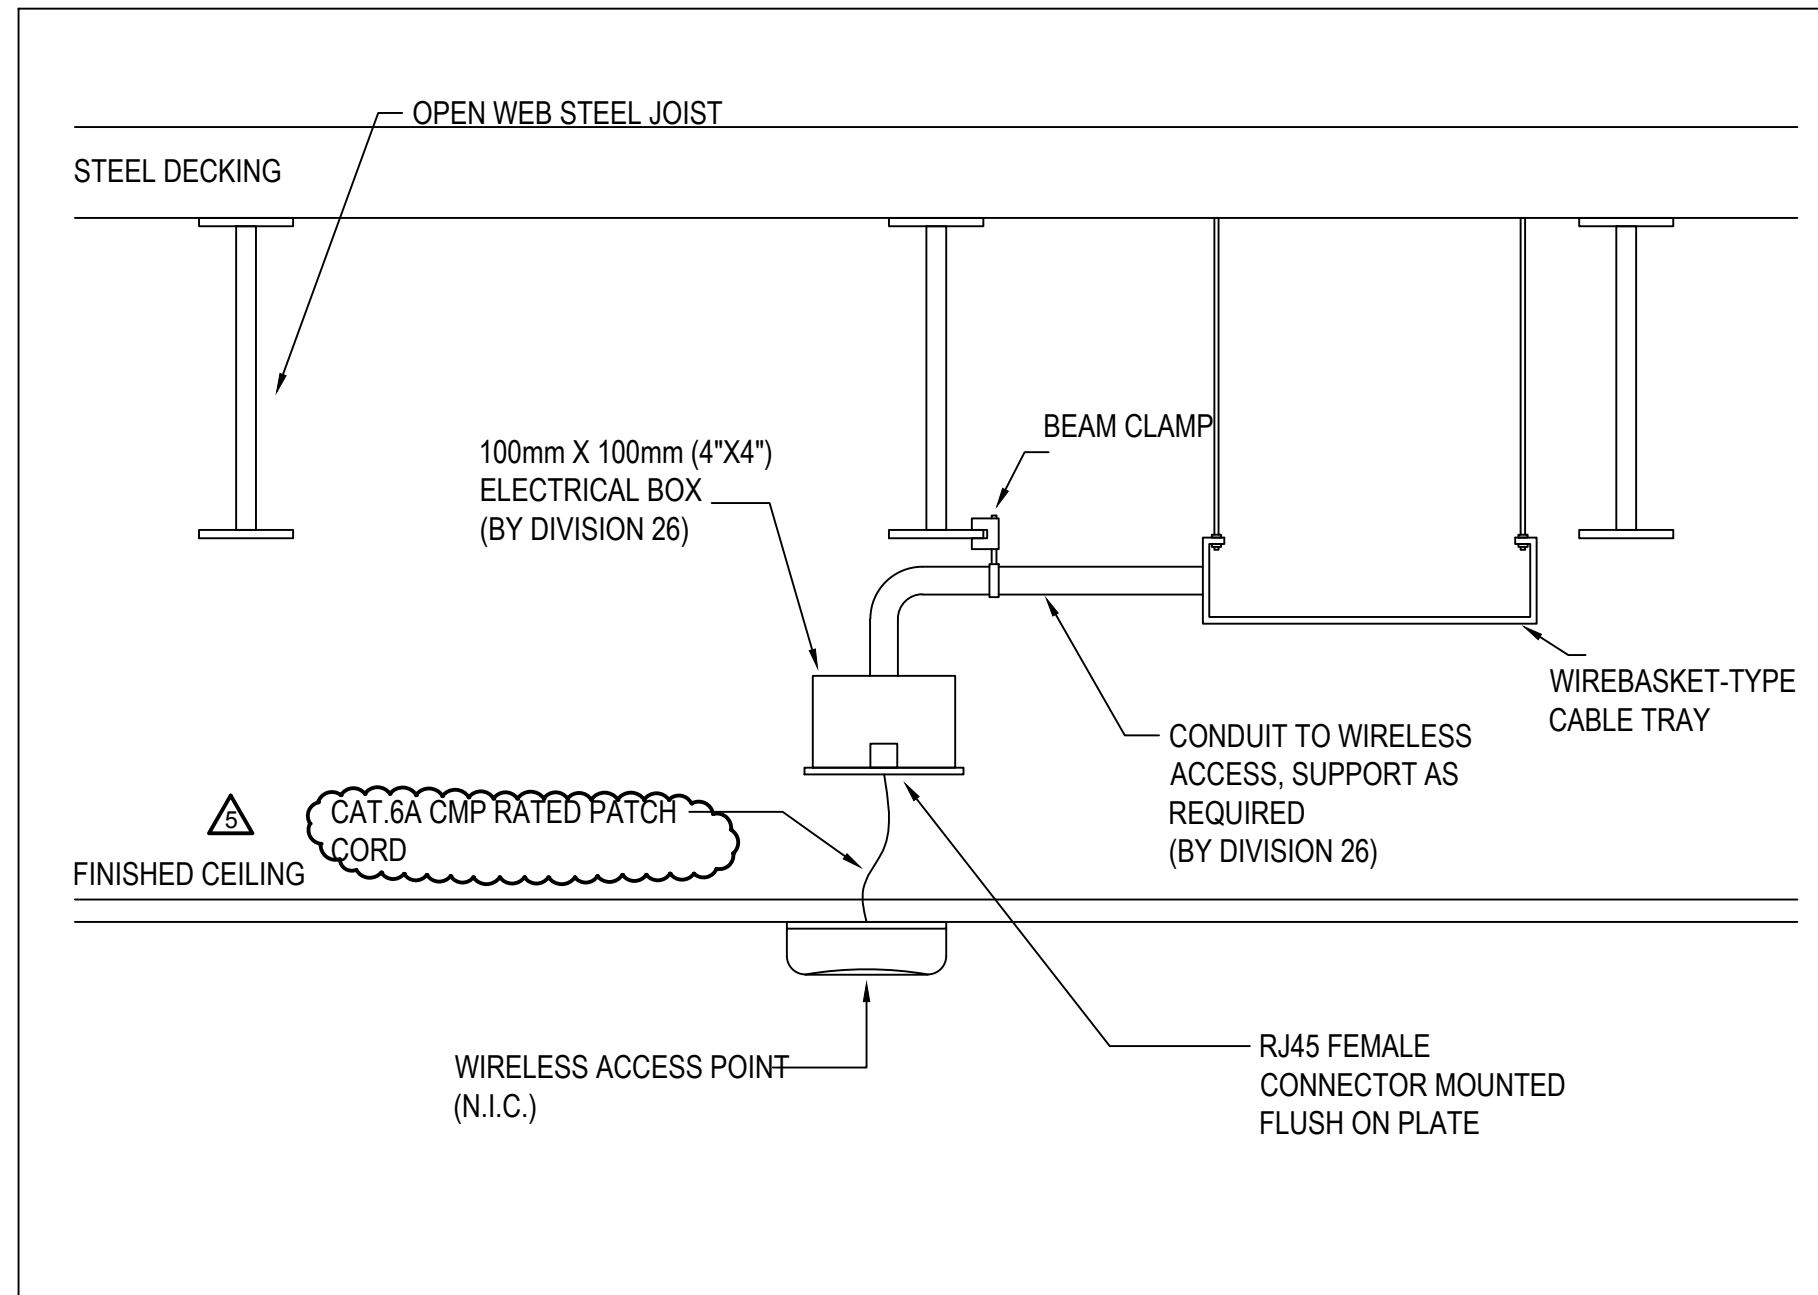 OPEN WEB STEEL JOIST
STEEL DECKING
BEAM CLAMP
100mm X 100mm (4"X4")
ELECTRICAL BOX
(BY DIVISION 26)
WIREBASKET-TYPE
CABLE TRAY
CONDUIT TO WIRELESS
ACCESS, SUPPORT AS
REQUIRED
(BY DIVISION 26)
5
CAT.6A CMP RATED PATCH
CORD
FINISHED CEILING
WIRELESS ACCESS POINT
(N.I.C.)
RJ45 FEMALE
CONNECTOR MOUNTED
FLUSH ON PLATE